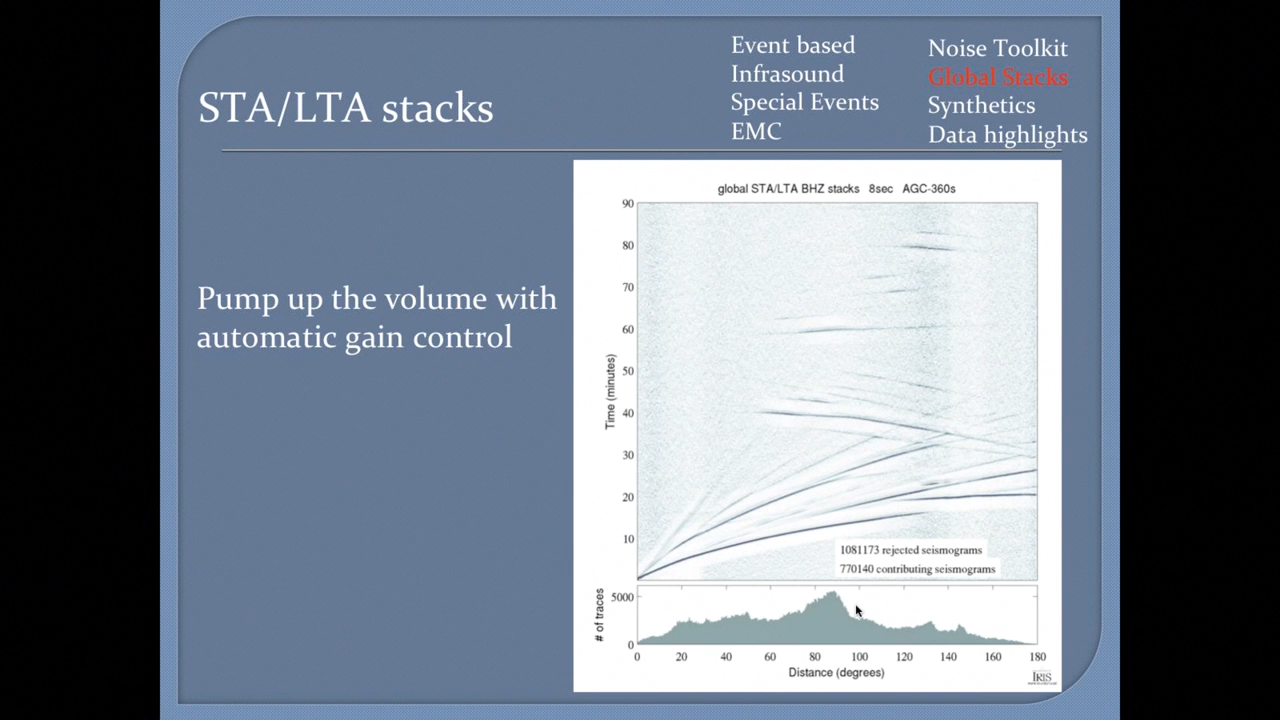 STA/LTA stacks
Event based
Infrasound
Special Events
EMC
Noise Toolkit
Global Stacks
Synthetics
Data highlights
Pump up the volume with
automatic gain control
global STA/LTA BHZ stacks 8sec AGC-360s
Time (minutes)
90
80
70
60
50
40
30
20
10
1081173 rejected seismograms
770140 contributing seismograms
# of traces
5000
0
0 20 40 60 80 100 120 140 160 180
Distance (degrees)
IRIS